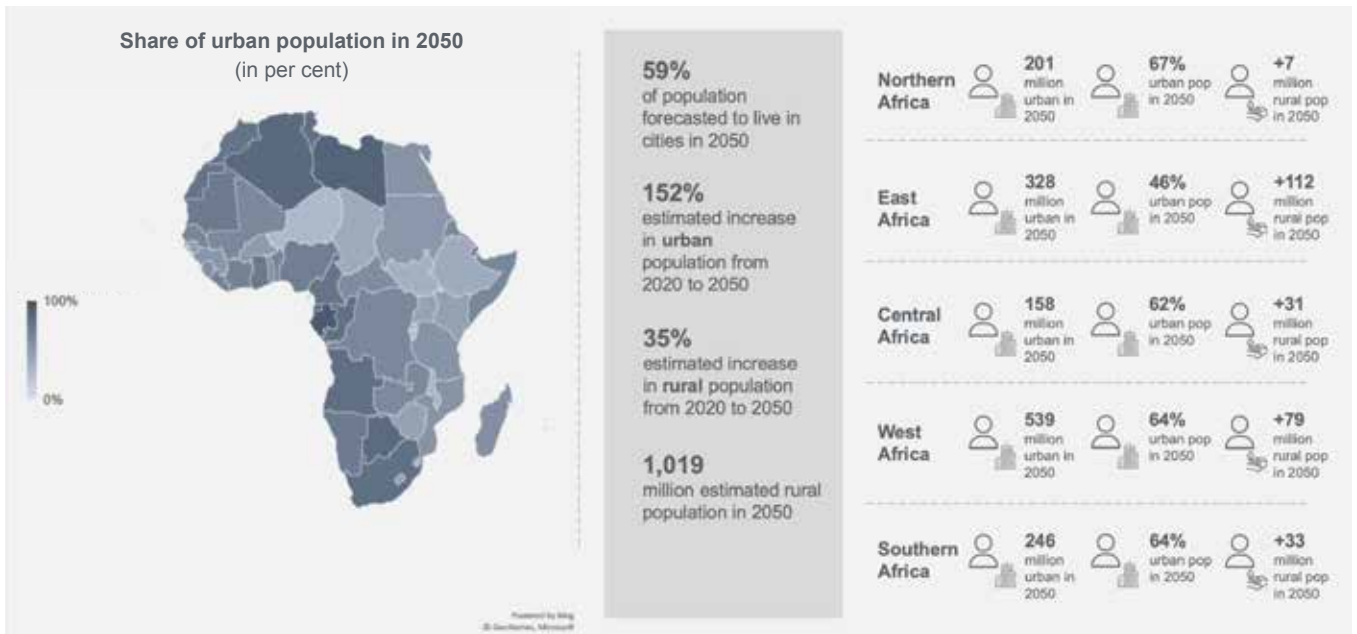 Share of urban population in 2050
(in per cent)
100%
0%
Powered by Bing
© GeoNames, Microsoft
59%
of population
forecasted to live in
cities in 2050
152%
estimated increase
in urban
population from
2020 to 2050
35%
estimated increase
in rural population
from 2020 to 2050
1,019
million estimated rural
population in 2050
Northern
Africa
201
million
urban in
2050
67%
urban pop
in 2050
+7
million
rural pop
in 2050
East
Africa
328
million
urban in
2050
46%
urban pop
in 2050
+112
million
rural pop
in 2050
Central
Africa
158
million
urban in
2050
62%
urban pop
in 2050
+31
million
rural pop
in 2050
West
Africa
539
million
urban in
2050
64%
urban pop
in 2050
+79
million
rural pop
in 2050
Southern
Africa
246
million
urban in
2050
64%
urban pop
in 2050
+33
million
rural pop
in 2050